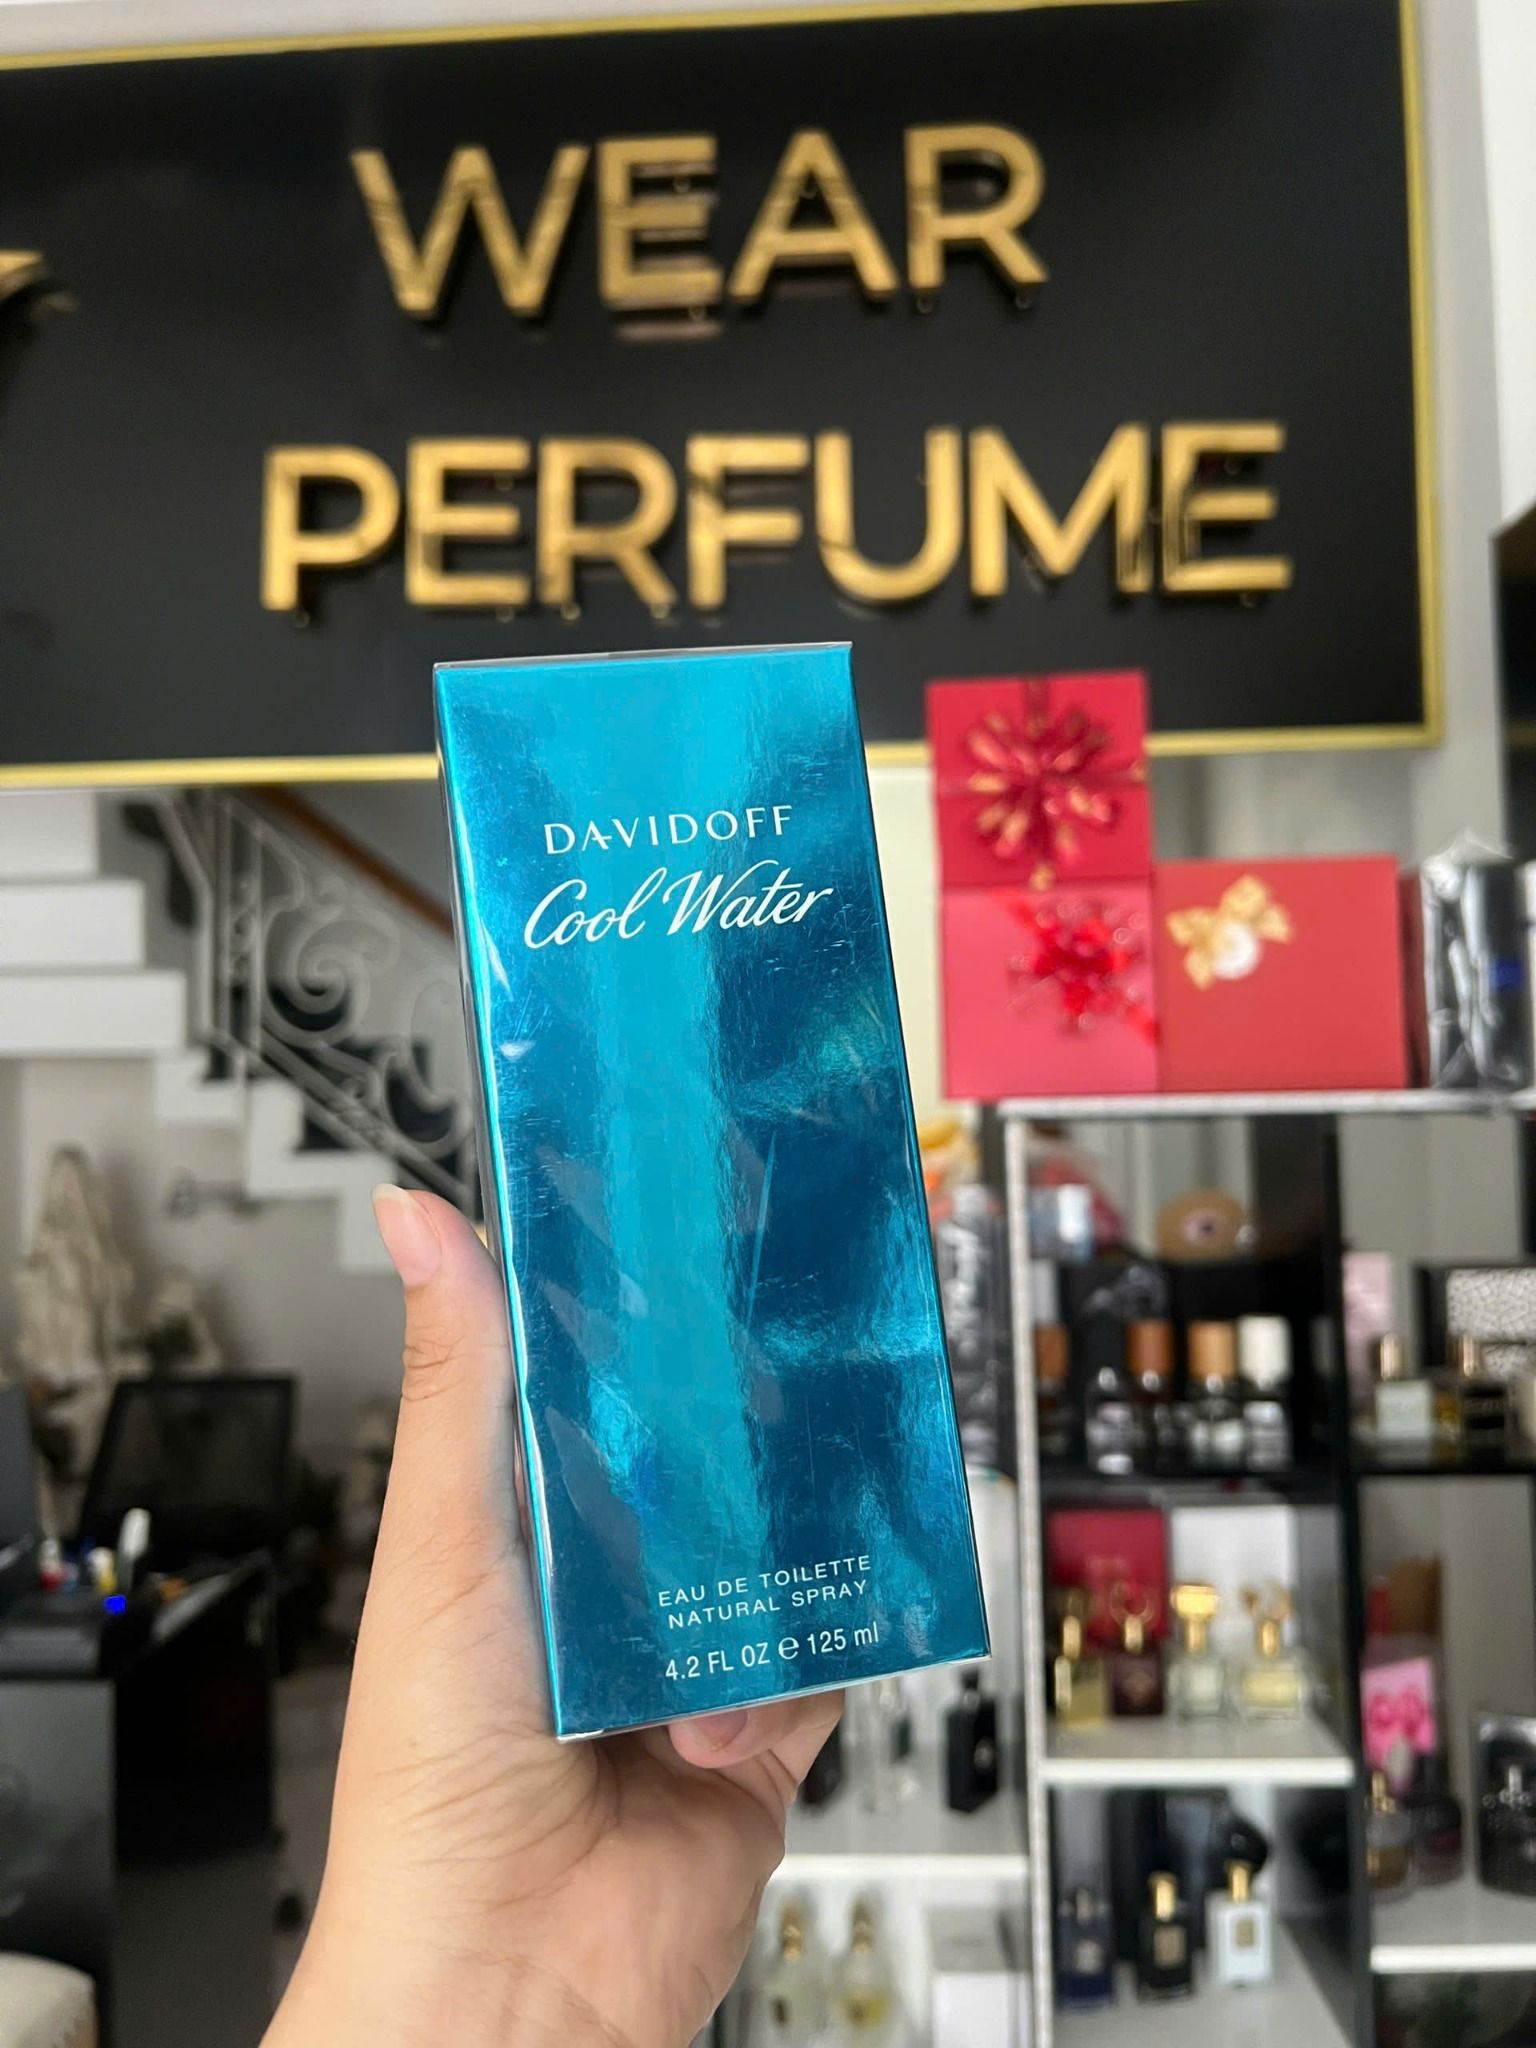 WEAR
PERFUME
DAVIDOFF
Cool Water
EAU DE TOILETTE
NATURAL SPRAY
4.2 FL OZ e 125 ml